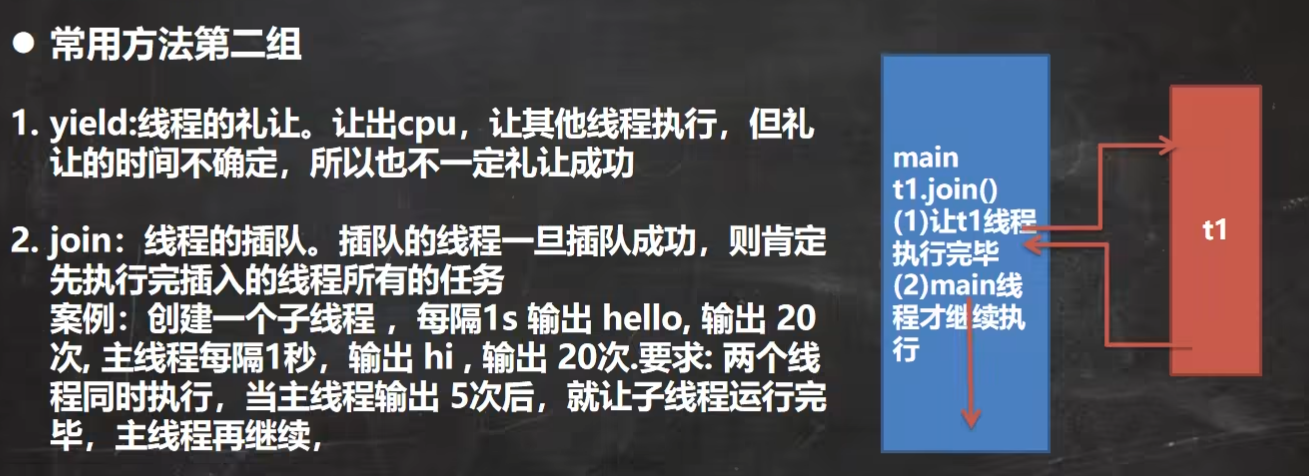 ● 常用方法第二组
1. yield:线程的礼让。让出cpu，让其他线程执行，但礼
让的时间不确定，所以也不一定礼让成功
2. join：线程的插队。插队的线程一旦插队成功，则肯定
先执行完插入的线程所有的任务
案例：创建一个子线程 ，每隔1s 输出 hello, 输出 20
次, 主线程每隔1秒，输出 hi , 输出 20次.要求: 两个线
程同时执行，当主线程输出 5次后，就让子线程运行完
毕，主线程再继续，
main
t1.join()
(1)让t1线程
执行完毕
(2)main线
程才继续执
行
t1